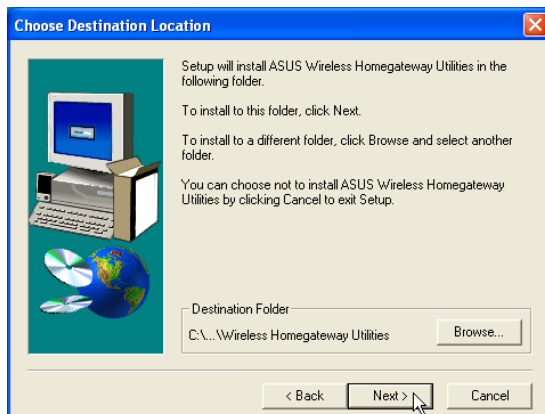 Choose Destination Location
Setup will install ASUS Wireless Homegateway Utilities in the
following folder.
To install to this folder, click Next.
To install to a different folder, click Browse and select another
folder.
You can choose not to install ASUS Wireless Homegateway
Utilities by clicking Cancel to exit Setup.
Destination Folder
C:\...\Wireless Homegateway Utilities
Browse...
< Back
Next >
Cancel